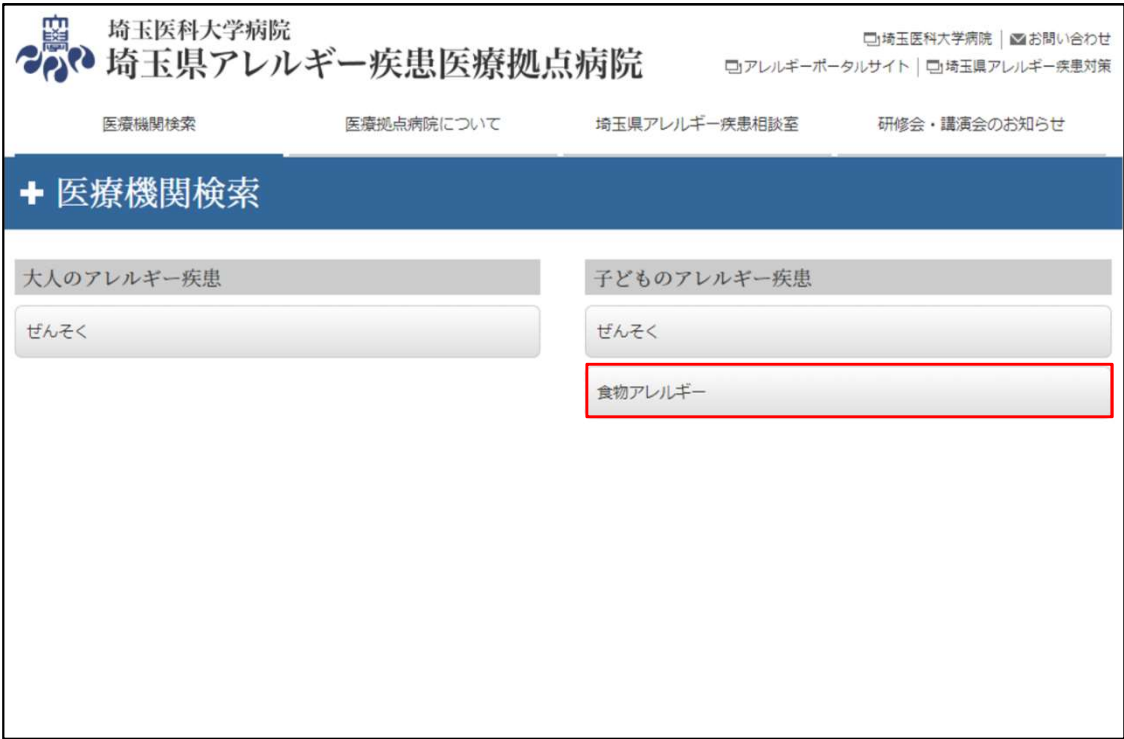 埼玉医科大学病院
埼玉県アレルギー疾患医療拠点病院
埼玉医科大学病院 | お問い合わせ
アレルギーポータルサイト | 埼玉県アレルギー疾患対策
医療機関検索 医療拠点病院について 埼玉県アレルギー疾患相談室 研修会・講演会のお知らせ
医療機関検索
大人のアレルギー疾患
ぜんそく
子どものアレルギー疾患
ぜんそく
食物アレルギー